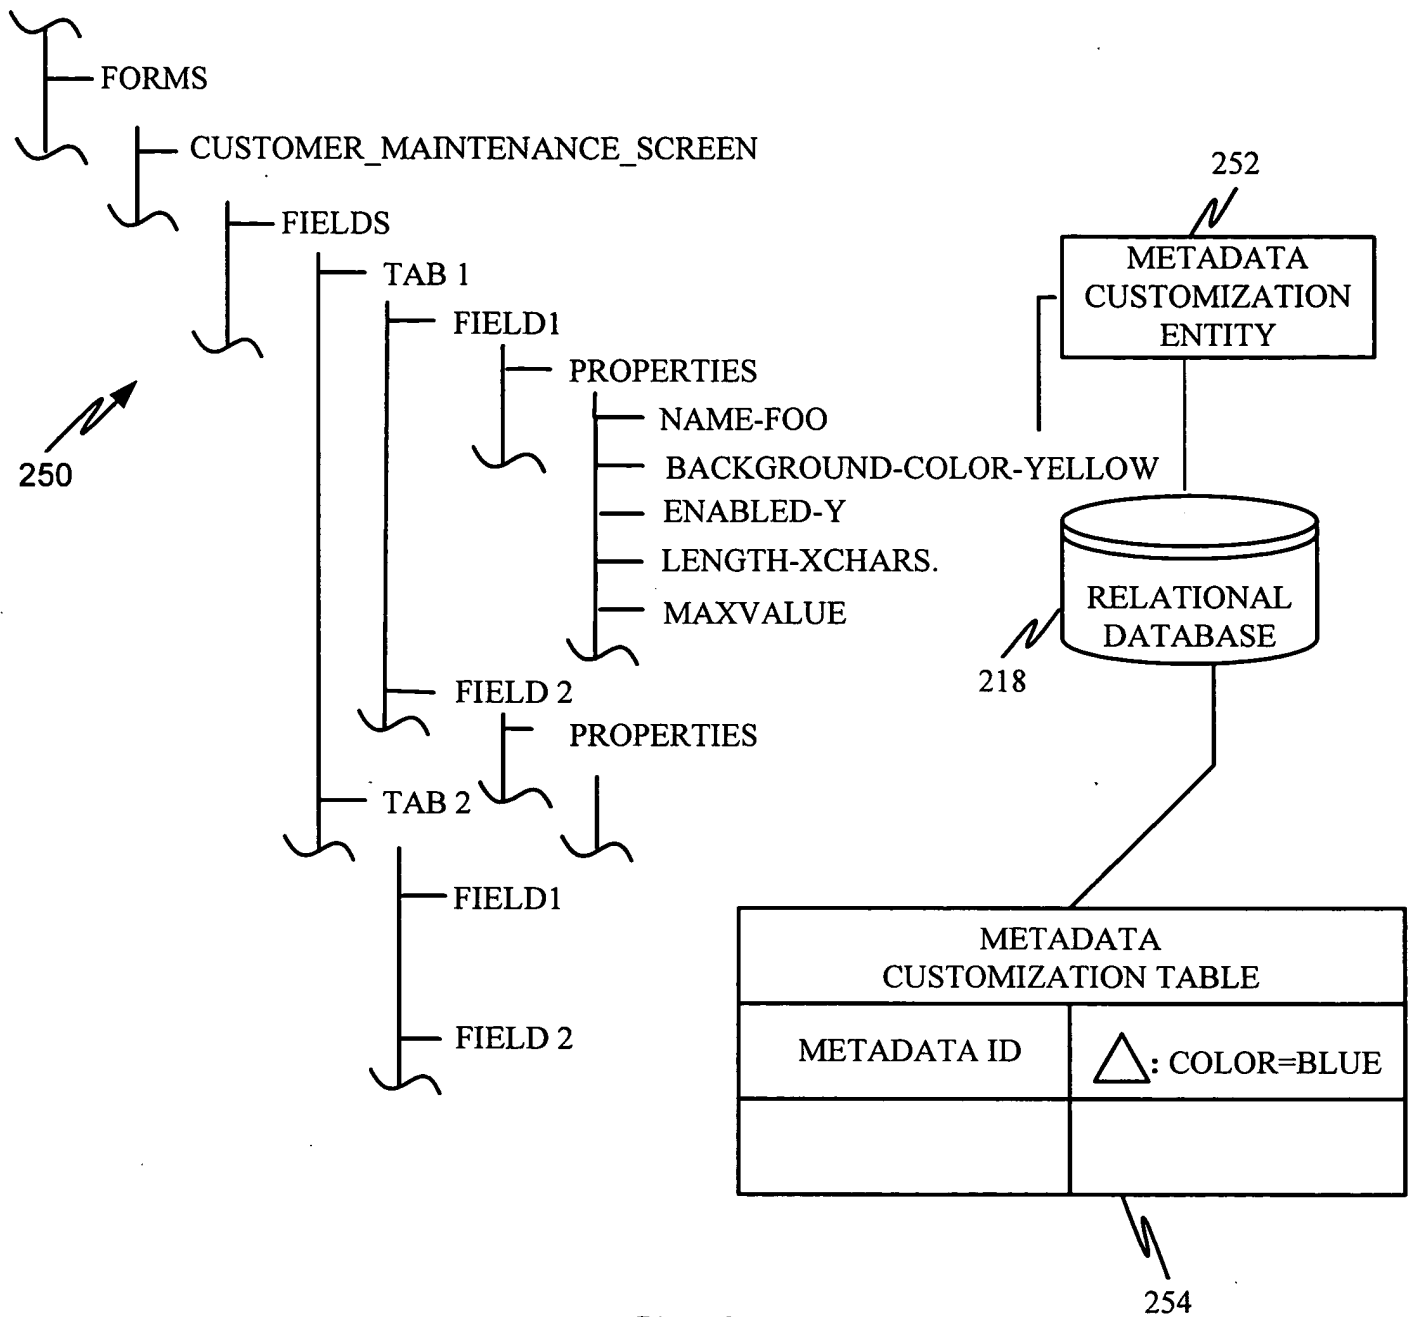 FORMS
CUSTOMER_MAINTENANCE_SCREEN
FIELDS
TAB 1
FIELD1
PROPERTIES
NAME-FOO
BACKGROUND-COLOR-YELLOW
ENABLED-Y
LENGTH-XCHARS.
MAXVALUE
FIELD 2
PROPERTIES
TAB 2
FIELD1
FIELD 2
250
252
METADATA
CUSTOMIZATION
ENTITY
RELATIONAL
DATABASE
218
METADATA
CUSTOMIZATION TABLE
METADATA ID
△: COLOR=BLUE
254